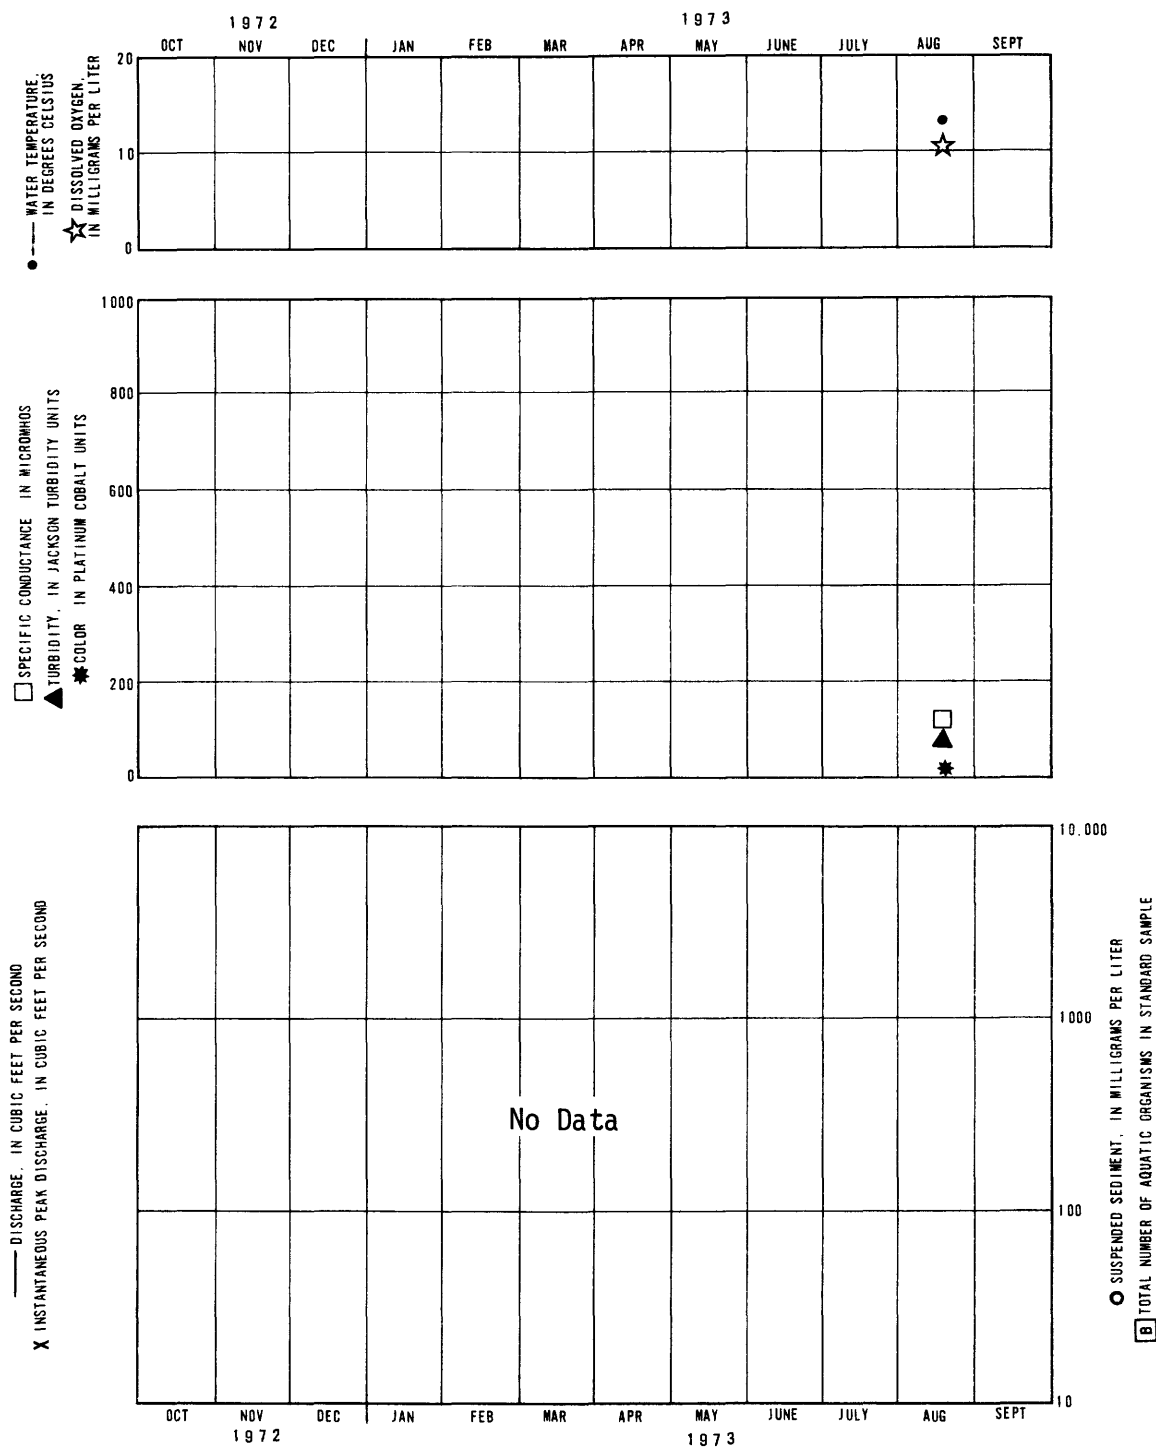 1972
1973
OCT NOV DEC JAN FEB MAR APR MAY JUNE JULY AUG SEPT
WATER TEMPERATURE,
IN DEGREES CELSIUS
DISSOLVED OXYGEN,
IN MILLIGRAMS PER LITER
20
10
0
SPECIFIC CONDUCTANCE IN MICROMHOS
TURBIDITY, IN JACKSON TURBIDITY UNITS
COLOR IN PLATINUM COBALT UNITS
1000
800
600
400
200
0
DISCHARGE, IN CUBIC FEET PER SECOND
X INSTANTANEOUS PEAK DISCHARGE, IN CUBIC FEET PER SECOND
No Data
10,000
1000
100
10
SUSPENDED SEDIMENT, IN MILLIGRAMS PER LITER
B TOTAL NUMBER OF AQUATIC ORGANISMS IN STANDARD SAMPLE
OCT NOV DEC JAN FEB MAR APR MAY JUNE JULY AUG SEPT
1972
1973